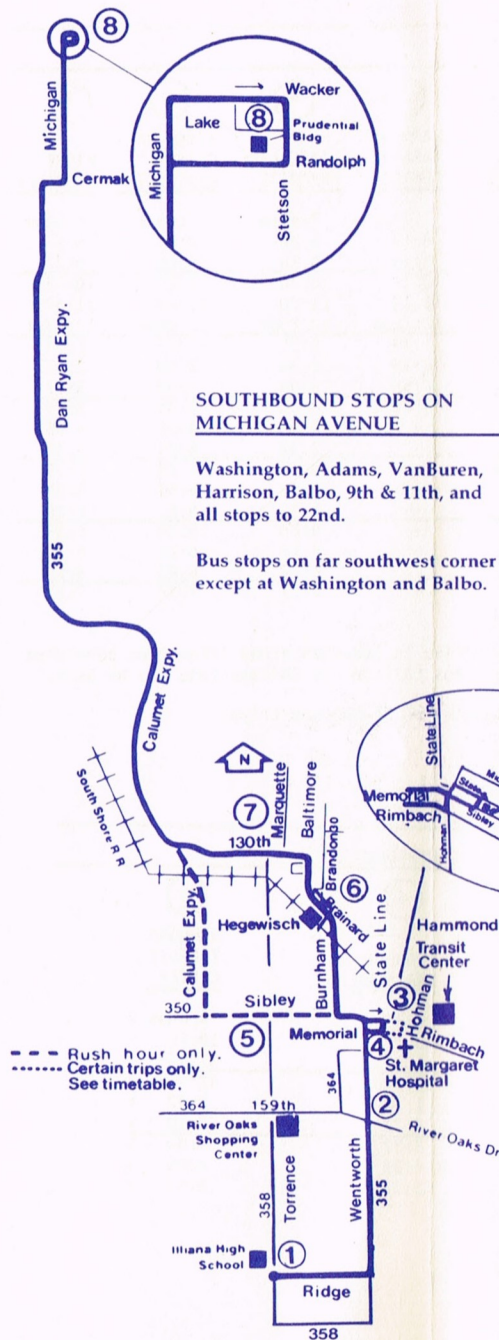 8
Michigan
Cermak
Wacker
Lake
8
Prudential
Bldg
Michigan
Randolph
Stetson
Dan Ryan Expy.
355
SOUTHBOUND STOPS ON
MICHIGAN AVENUE
Washington, Adams, VanBuren,
Harrison, Balbo, 9th & 11th, and
all stops to 22nd.
Bus stops on far southwest corner
except at Washington and Balbo.
Calumet Expy.
South Shore R R
N
7
130th
Marquette
Baltimore
Brandon
6
Brainard
Hegewisch
Burnham
State Line
State Line
State
Sibley
Memorial
Rimbach
Hohman
Hammond
Transit
Center
3
Hohman
Rimbach
Calumet Expy.
350
Sibley
5
Memorial
4
St. Margaret
Hospital
Rush hour only.
Certain trips only.
See timetable.
364
364
159th
2
River Oaks Dr
River Oaks
Shopping
Center
358
Torrence
Wentworth
355
Illiana High
School
1
Ridge
358